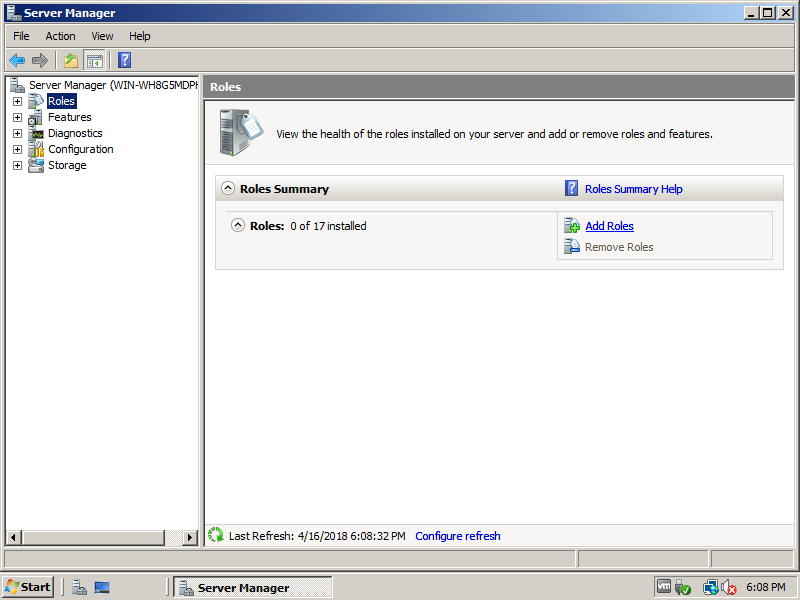 Server Manager
File Action View Help
Server Manager (WIN-WH8G5MDPH
Roles
Features
Diagnostics
Configuration
Storage
Roles
View the health of the roles installed on your server and add or remove roles and features.
Roles Summary
Roles Summary Help
Roles: 0 of 17 installed
Add Roles
Remove Roles
Last Refresh: 4/16/2018 6:08:32 PM Configure refresh
Start
Server Manager
vm
6:08 PM